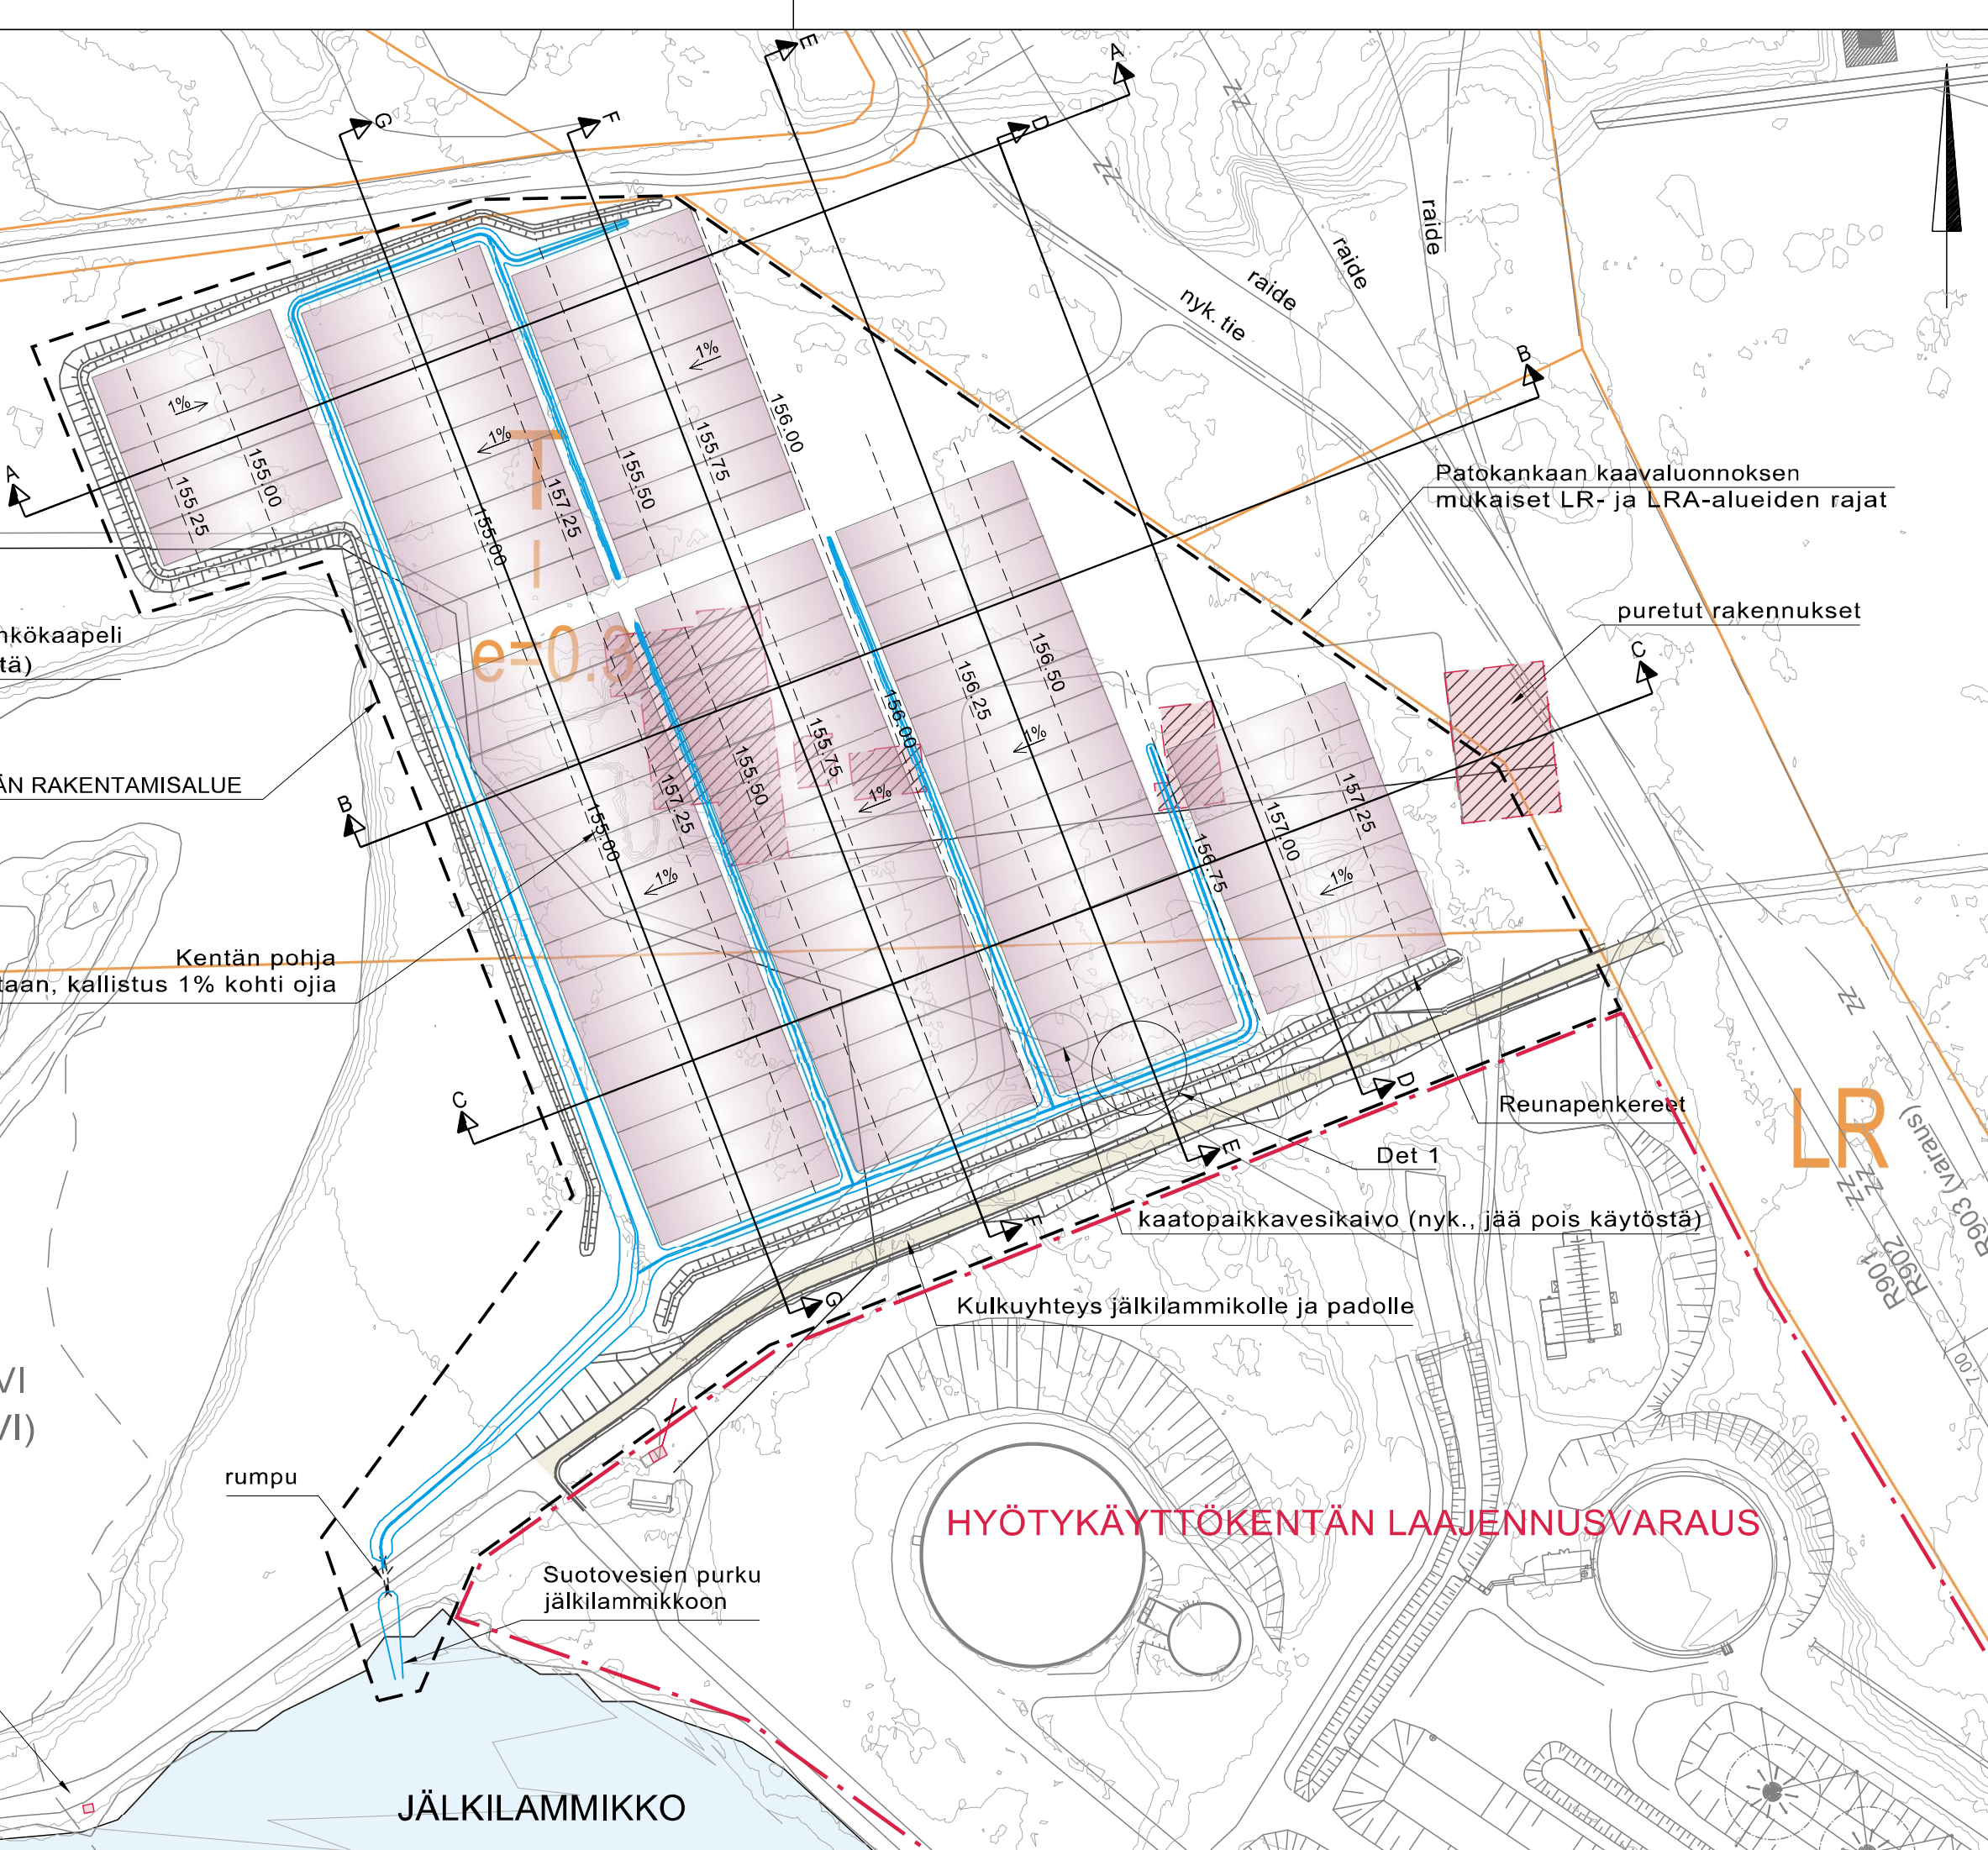 E
A
G
F
D
raide
raide
raide
nyk. tie
1%
1%
1%
156.00
155.75
155.50
155.00
155.25
157.25
155.00
T
I
e=0.3
A
B
Patokankaan kaavaluonnoksen
mukaiset LR- ja LRA-alueiden rajat
puretut rakennukset
C
tä)
156.50
156.25
156.00
155.75
155.50
157.25
155.00
1%
1%
1%
1%
157.25
157.00
156.75
ÄN RAKENTAMISALUE
B
Kentän pohja
taan, kallistus 1% kohti ojia
C
D
E
F
G
Reunapenkereet
Det 1
kaatopaikkavesikaivo (nyk., jää pois käytöstä)
Kulkuyhteys jälkilammikolle ja padolle
LR
R901
R902
R903 (varaus)
VI
VI)
rumpu
Suotovesien purku
jälkilammikkoon
HYÖTYKÄYTTÖKENTÄN LAAJENNUSVARAUS
JÄLKILAMMIKKO